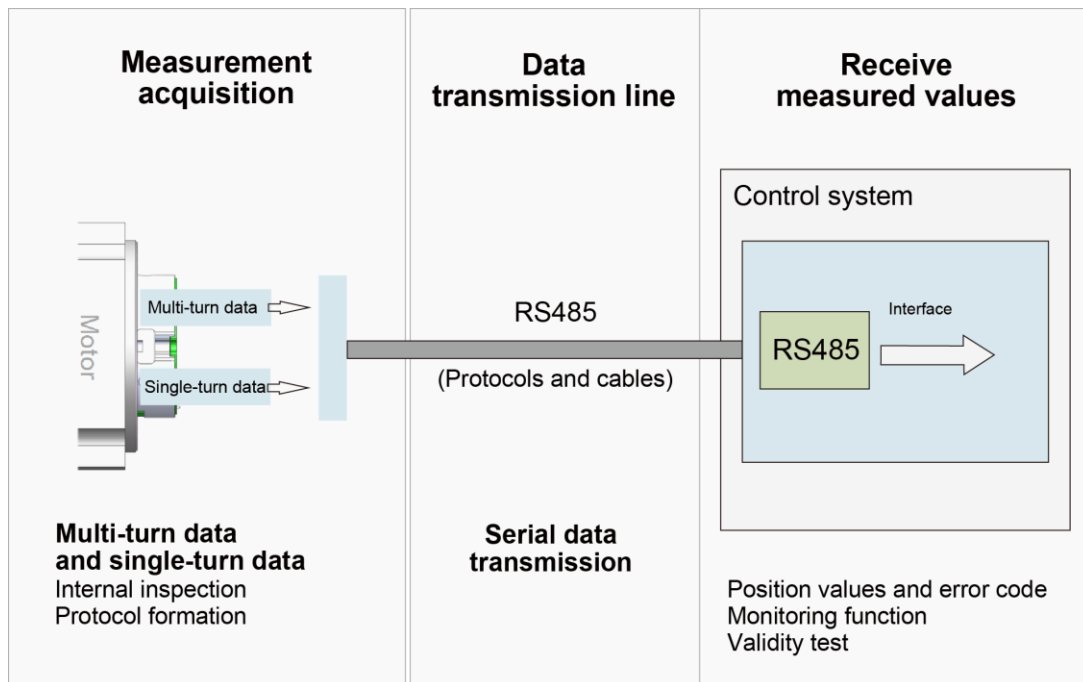 Measurement
acquisition
Data
transmission line
Receive
measured values
Motor
Multi-turn data
Single-turn data
RS485
(Protocols and cables)
Control system
RS485
Interface
Multi-turn data
and single-turn data
Internal inspection
Protocol formation
Serial data
transmission
Position values and error code
Monitoring function
Validity test